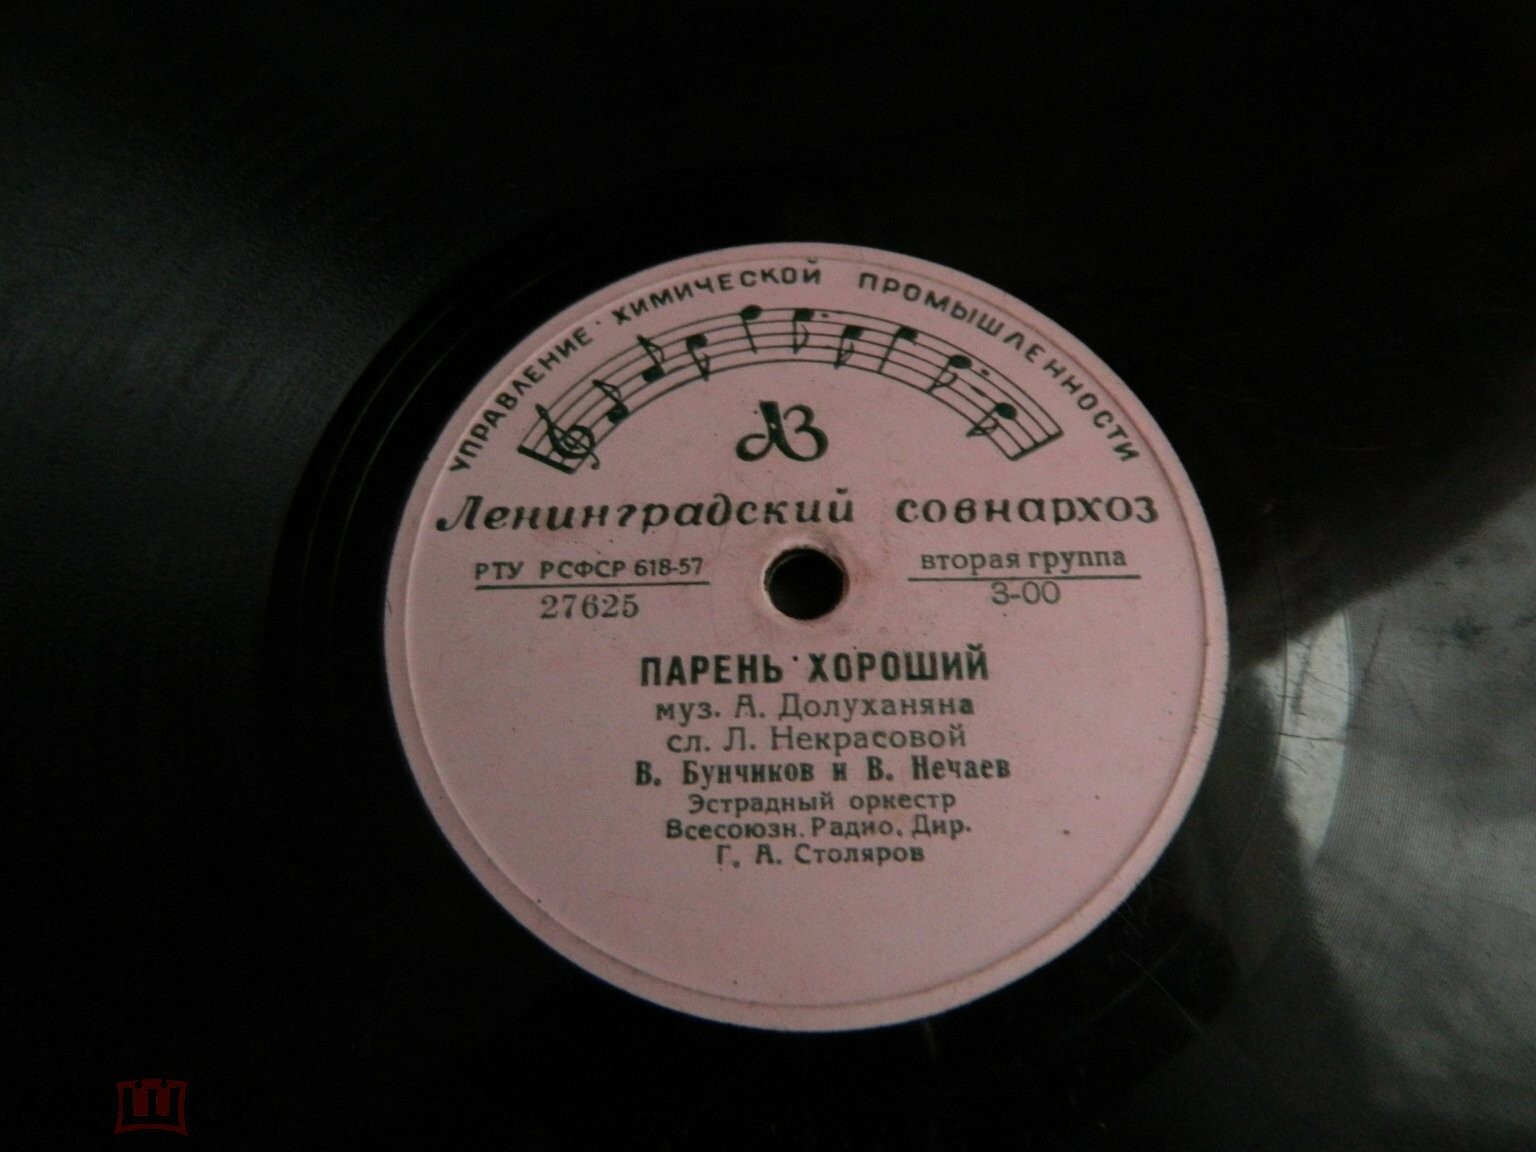 УПРАВЛЕНИЕ ХИМИЧЕСКОЙ ПРОМЫШЛЕННОСТИ
АЗ
Ленинградский совнархоз
РТУ РСФСР 618-57
27625
вторая группа
3-00
ПАРЕНЬ ХОРОШИЙ
муз. А. Долуханяна
сл. Л. Некрасовой
В. Бунчиков и В. Нечаев
Эстрадный оркестр
Всесоюзн. Радио. Дир.
Г. А. Столяров